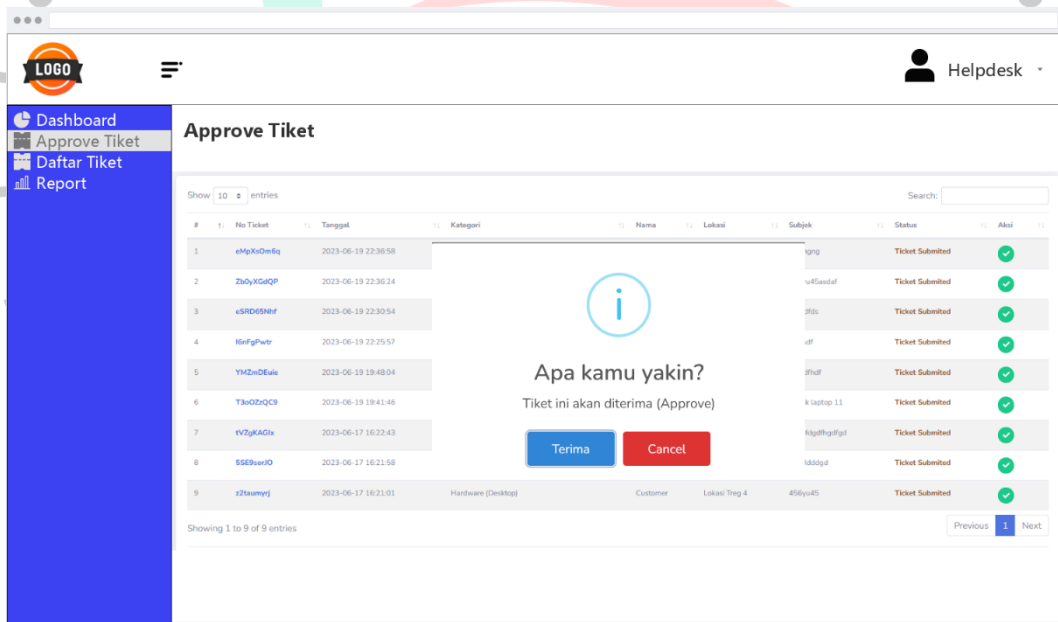 LOGO
Helpdesk
Dashboard
Approve Tiket
Daftar Tiket
Report
Approve Tiket
Show 10 entries
Search:
# No Ticket Tanggal Kategori Nama Lokasi Subjek Status Aksi
1 eMpXsOm6q 2023-06-19 22:36:58 Ticket Submited
2 Zb0yXGdQP 2023-06-19 22:36:24 Ticket Submited
3 eSRD65Nhf 2023-06-19 22:30:54 Ticket Submited
4 2023-06-19 22:25:57 Ticket Submited
5 YMZmDEuie 2023-06-19 19:48:04 Ticket Submited
6 2023-06-19 19:41:46 k laptop 11 Ticket Submited
7 2023-06-17 16:22:43 Ticket Submited
8 2023-06-17 16:21:58 Ticket Submited
9 z2taumyrj 2023-06-17 16:21:01 Hardware (Desktop) Customer Lokasi Treg 4 456yu45 Ticket Submited
Apa kamu yakin?
Tiket ini akan diterima (Approve)
Terima Cancel
Showing 1 to 9 of 9 entries
Previous 1 Next